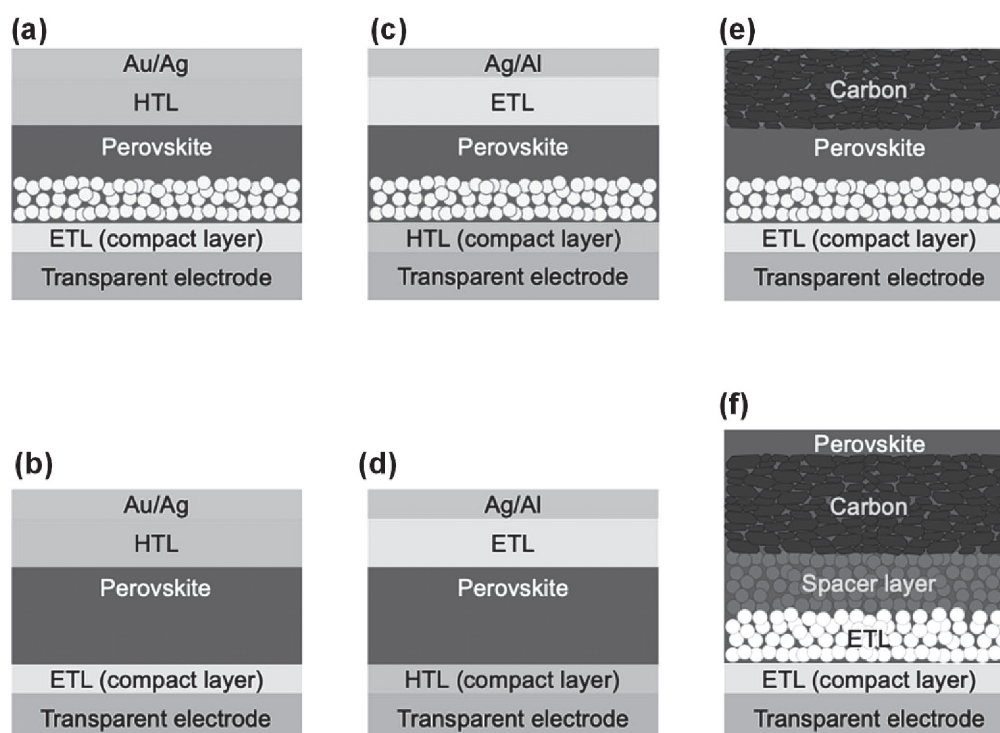 (a)
Au/Ag
HTL
Perovskite
ETL (compact layer)
Transparent electrode
(c)
Ag/Al
ETL
Perovskite
HTL (compact layer)
Transparent electrode
(e)
Carbon
Perovskite
ETL (compact layer)
Transparent electrode
(b)
Au/Ag
HTL
Perovskite
ETL (compact layer)
Transparent electrode
(d)
Ag/Al
ETL
Perovskite
HTL (compact layer)
Transparent electrode
(f)
Perovskite
Carbon
Spacer layer
ETL
ETL (compact layer)
Transparent electrode